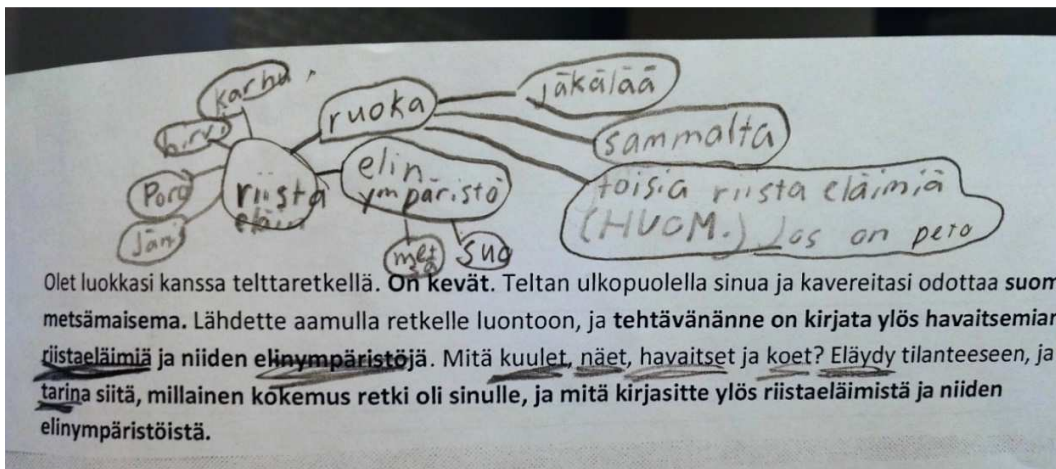 karhu
ruoka
jäkälää
hirvi
sammalta
Poro
riista
eläin
elin
ympäristö
toisia riista eläimiä
(HUOM.) Jos on peto
metsä
suo
Olet luokkasi kanssa telttaretkellä. On kevät. Teltan ulkopuolella sinua ja kavereitasi odottaa suom
metsämaisema. Lähdette aamulla retkelle luontoon, ja tehtävänänne on kirjata ylös havaitsemian
riistaeläimiä ja niiden elinympäristöjä. Mitä kuulet, näet, havaitset ja koet? Eläydy tilanteeseen, ja
tarina siitä, millainen kokemus retki oli sinulle, ja mitä kirjasitte ylös riistaeläimistä ja niiden
elinympäristöistä.